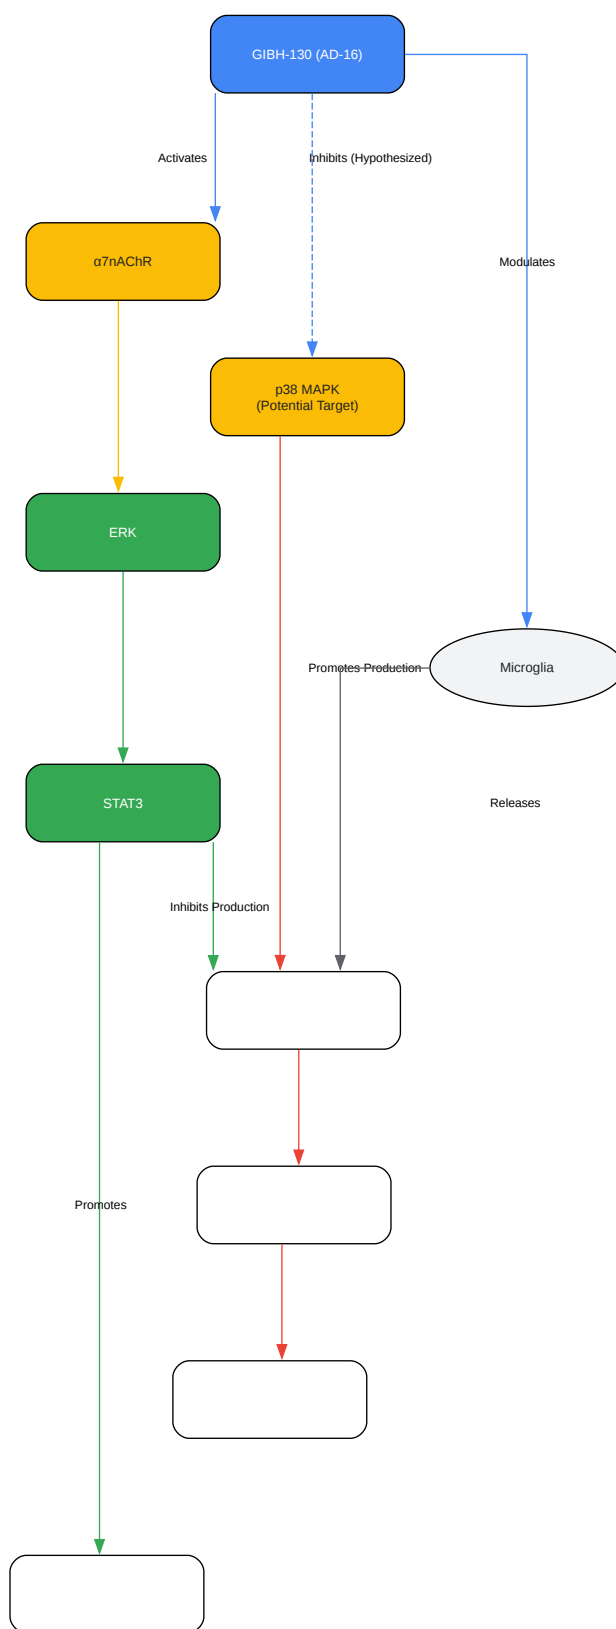 GIBH-130 (AD-16)
Activates
Inhibits (Hypothesized)
α7nAChR
Modulates
p38 MAPK
(Potential Target)
ERK
Promotes Production
Microglia
STAT3
Releases
Inhibits Production
Promotes